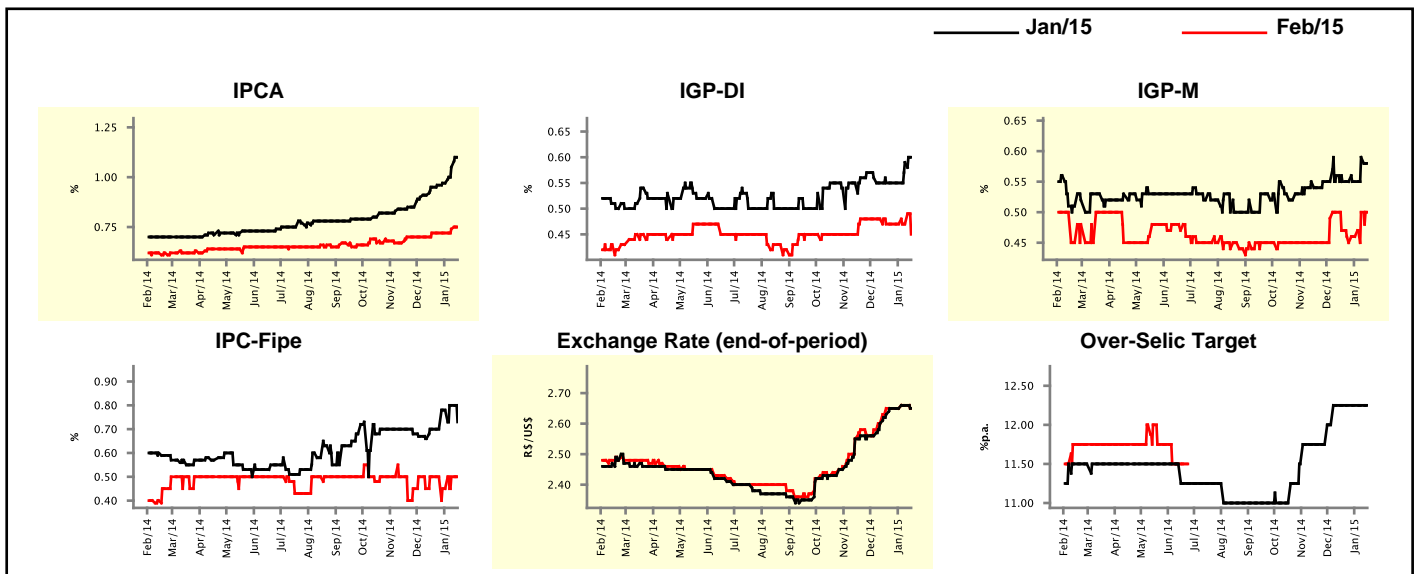 Jan/15 Feb/15
IPCA
1.25
1.00
0.75
%
Feb/14 Mar/14 Apr/14 May/14 Jun/14 Jul/14 Aug/14 Sep/14 Oct/14 Nov/14 Dec/14 Jan/15
IGP-DI
0.65
0.60
0.55
0.50
0.45
%
Feb/14 Mar/14 Apr/14 May/14 Jun/14 Jul/14 Aug/14 Sep/14 Oct/14 Nov/14 Dec/14 Jan/15
IGP-M
0.65
0.60
0.55
0.50
0.45
%
Feb/14 Mar/14 Apr/14 May/14 Jun/14 Jul/14 Aug/14 Sep/14 Oct/14 Nov/14 Dec/14 Jan/15
IPC-Fipe
0.90
0.80
0.70
0.60
0.50
0.40
%
Feb/14 Mar/14 Apr/14 May/14 Jun/14 Jul/14 Aug/14 Sep/14 Oct/14 Nov/14 Dec/14 Jan/15
Exchange Rate (end-of-period)
2.70
2.60
2.50
2.40
R$/US$
Feb/14 Mar/14 Apr/14 May/14 Jun/14 Jul/14 Aug/14 Sep/14 Oct/14 Nov/14 Dec/14 Jan/15
Over-Selic Target
12.50
12.00
11.50
11.00
%p.a.
Feb/14 Mar/14 Apr/14 May/14 Jun/14 Jul/14 Aug/14 Sep/14 Oct/14 Nov/14 Dec/14 Jan/15